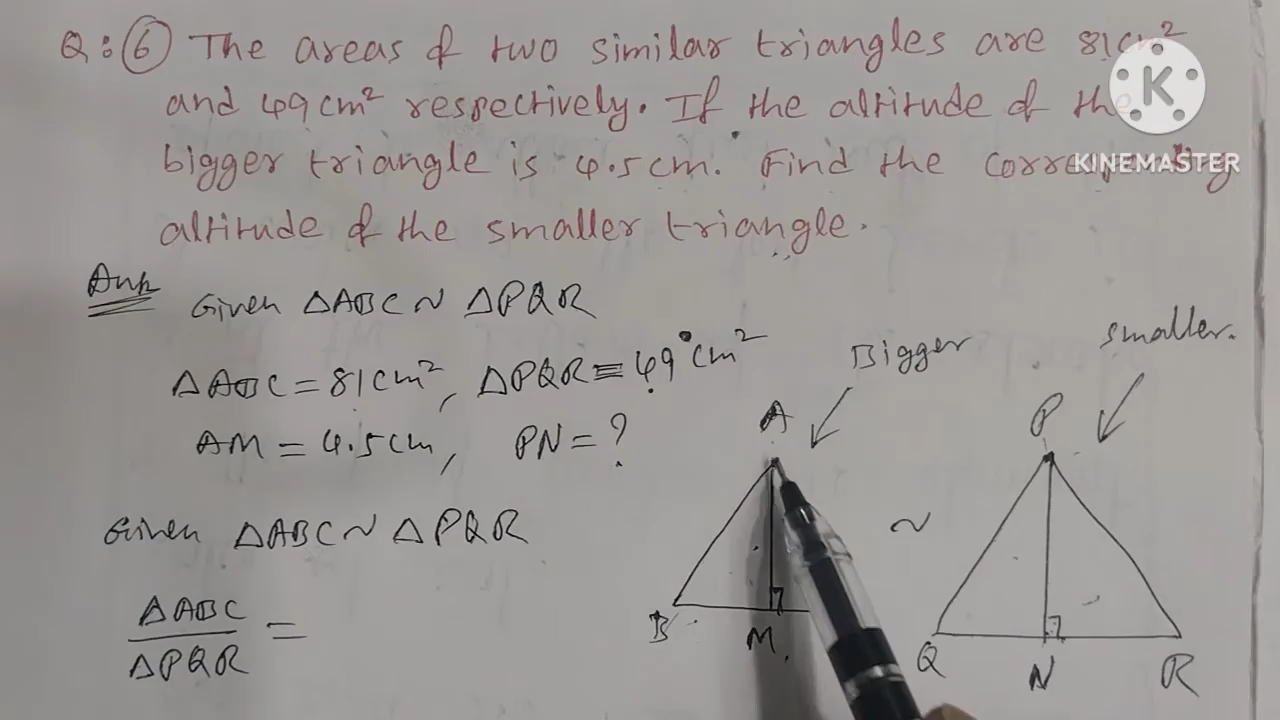 Q: ⑥ The areas of two similar triangles are 81cm²
and 49cm² respectively. If the altitude of the
bigger triangle is 4.5cm. Find the corresponding
altitude of the smaller triangle.
Ans
Given △ABC ~ △PQR
△ABC = 81cm², △PQR = 49cm²
AM = 4.5cm, PN = ?
Given △ABC ~ △PQR
△ABC
△PQR =
Bigger
smaller.
A
P
~
B
M.
Q
N
R
K
KINEMASTER